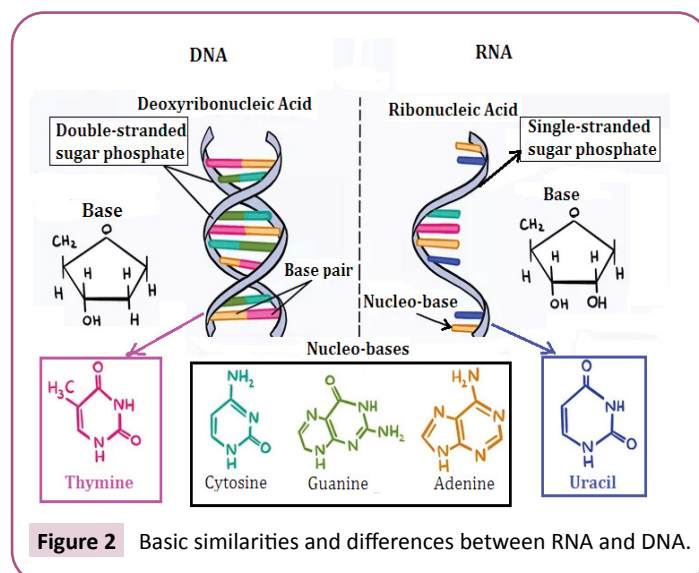 DNA
RNA
Deoxyribonucleic Acid
Ribonucleic Acid
Double-stranded
sugar phosphate
Single-stranded
sugar phosphate
Base
O
CH₂
H
H
H
H
H
OH
Base
O
CH₂
H
H
H
H
OH
OH
Base pair
Nucleo-base
Nucleo-bases
O
H₃C
NH
N
H
O
Thymine
NH₂
N
N
H
O
Cytosine
O
N
NH
N
H
N
NH₂
Guanine
H₂N
N
N
N
H
N
Adenine
O
NH
N
H
O
Uracil
Figure 2 Basic similarities and differences between RNA and DNA.